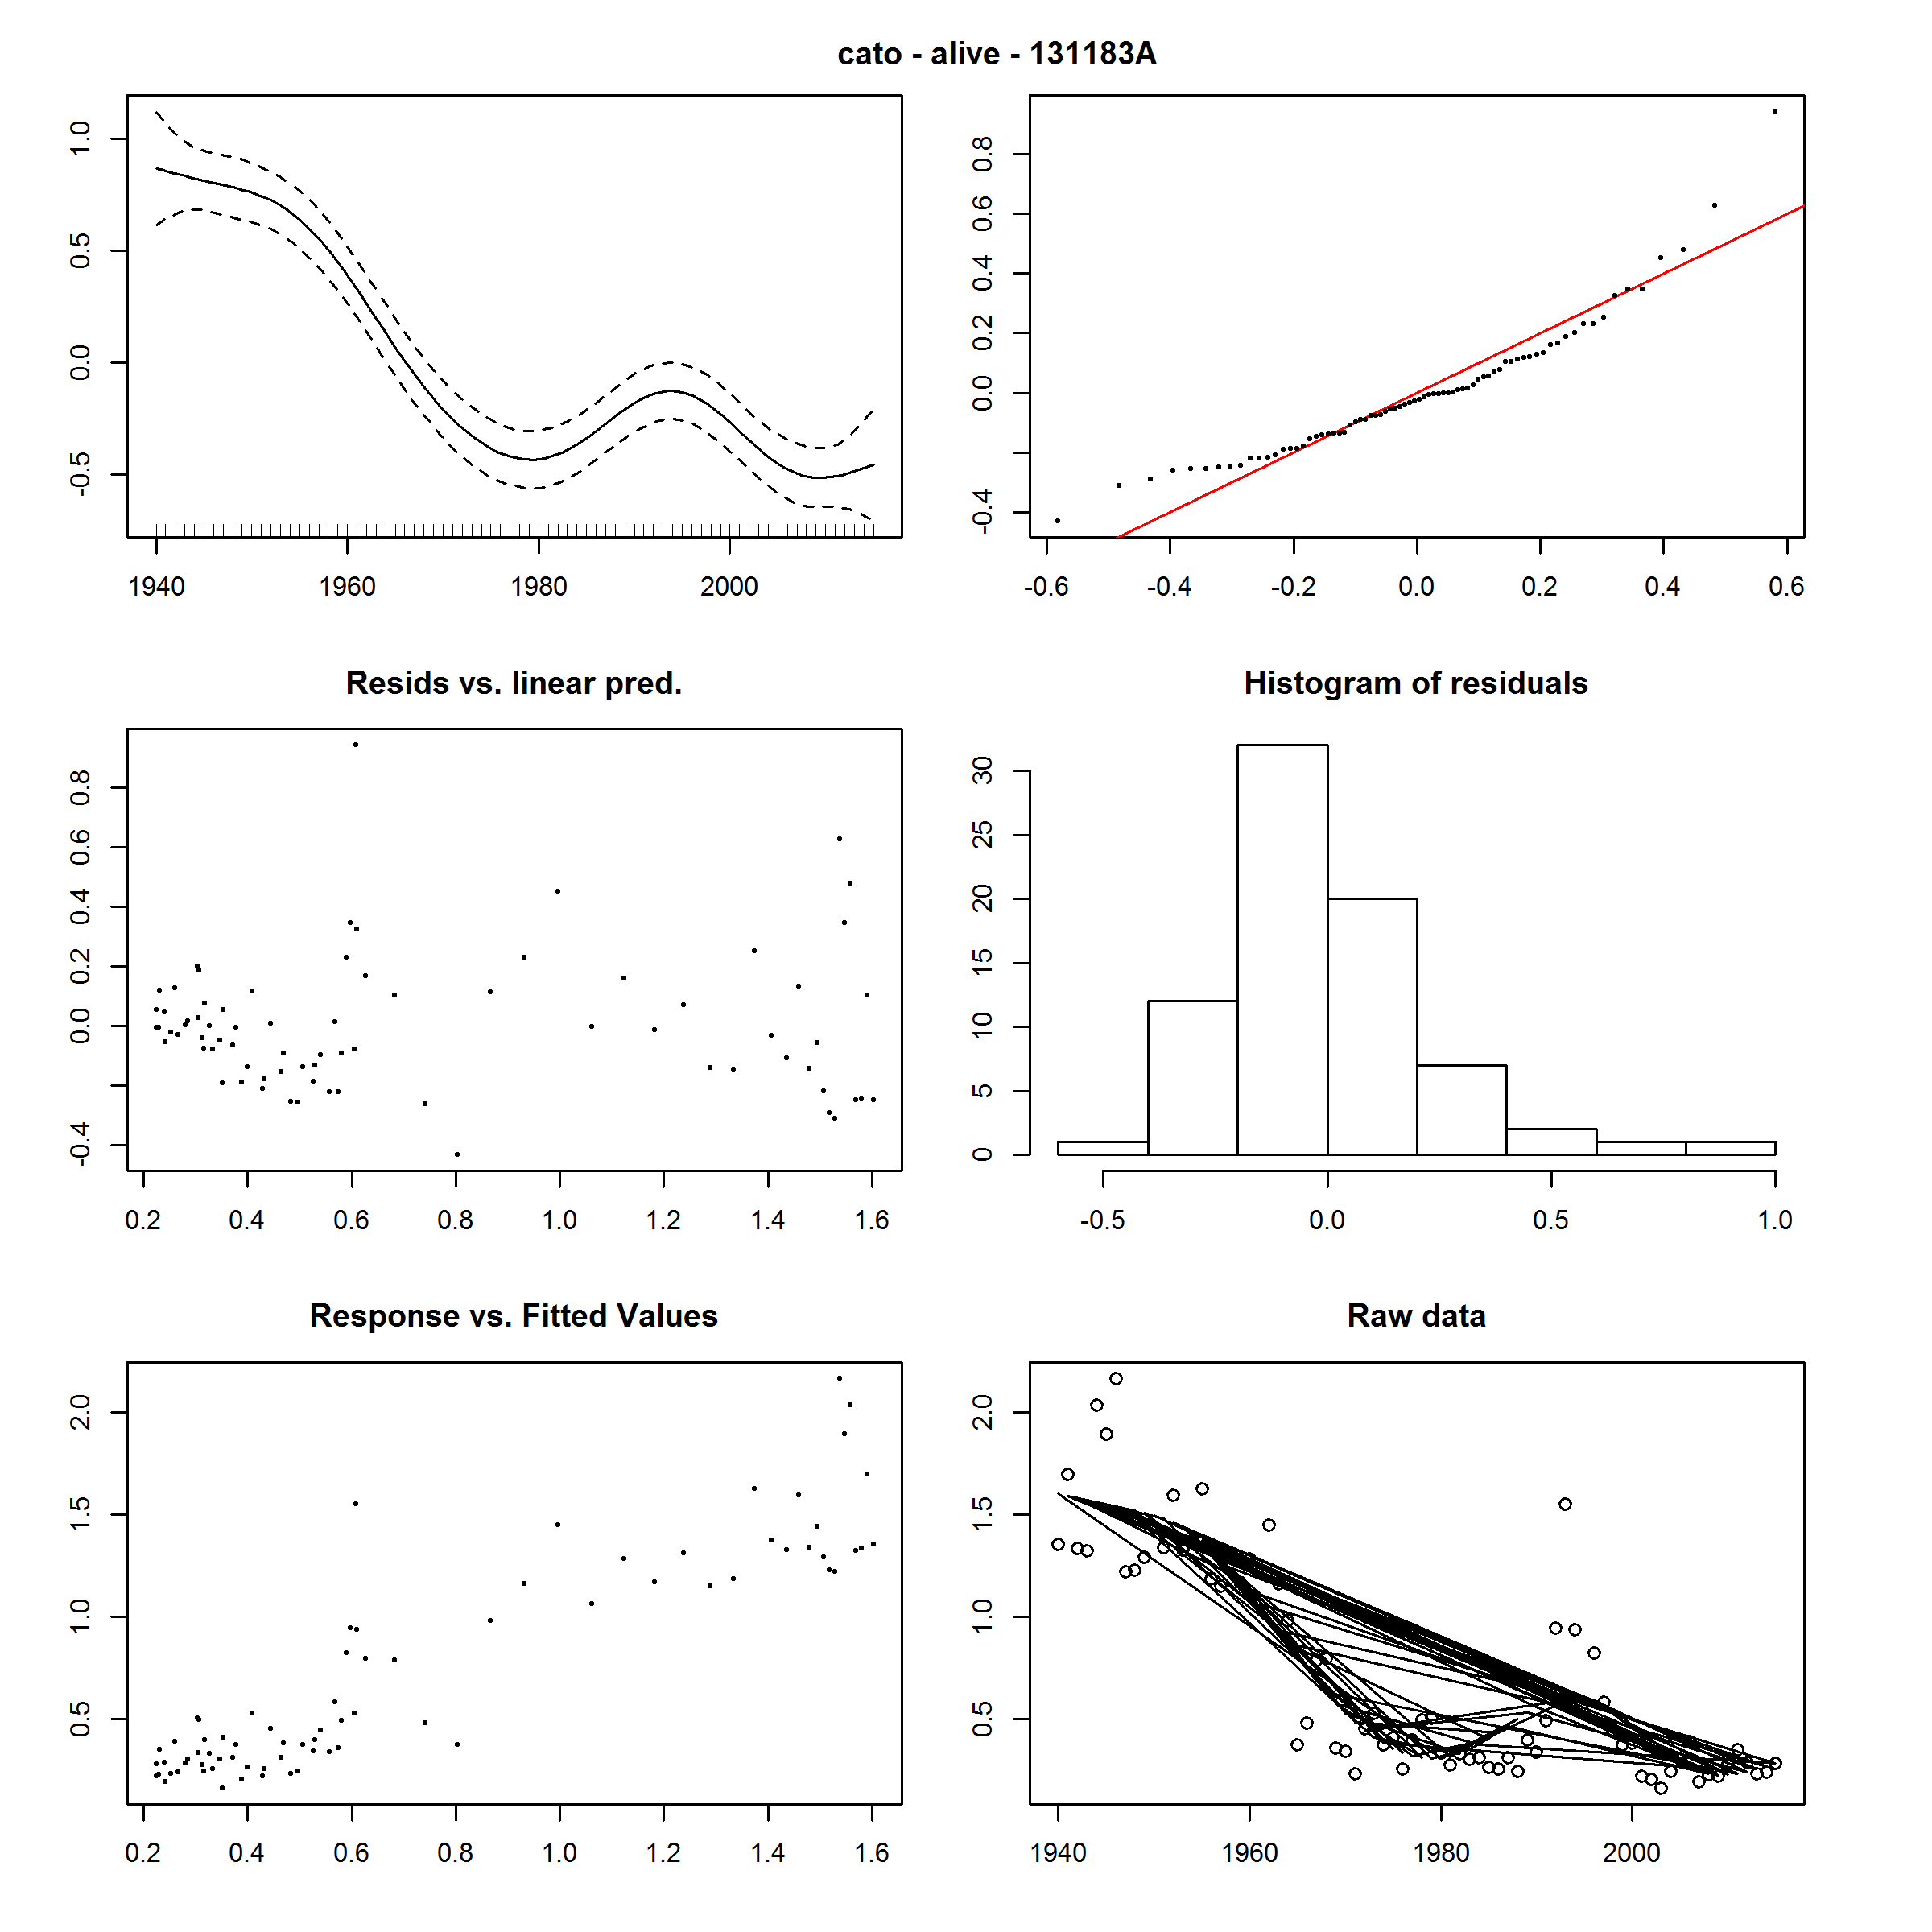 cato - alive - 131183A
1.0
0.5
0.0
-0.5
1940 1960 1980 2000
0.8
0.6
0.4
0.2
0.0
-0.4
-0.6 -0.4 -0.2 0.0 0.2 0.4 0.6
Resids vs. linear pred.
0.8
0.6
0.4
0.2
0.0
-0.4
0.2 0.4 0.6 0.8 1.0 1.2 1.4 1.6
Histogram of residuals
30
25
20
15
10
5
0
-0.5 0.0 0.5 1.0
Response vs. Fitted Values
2.0
1.5
1.0
0.5
0.2 0.4 0.6 0.8 1.0 1.2 1.4 1.6
Raw data
2.0
1.5
1.0
0.5
1940 1960 1980 2000